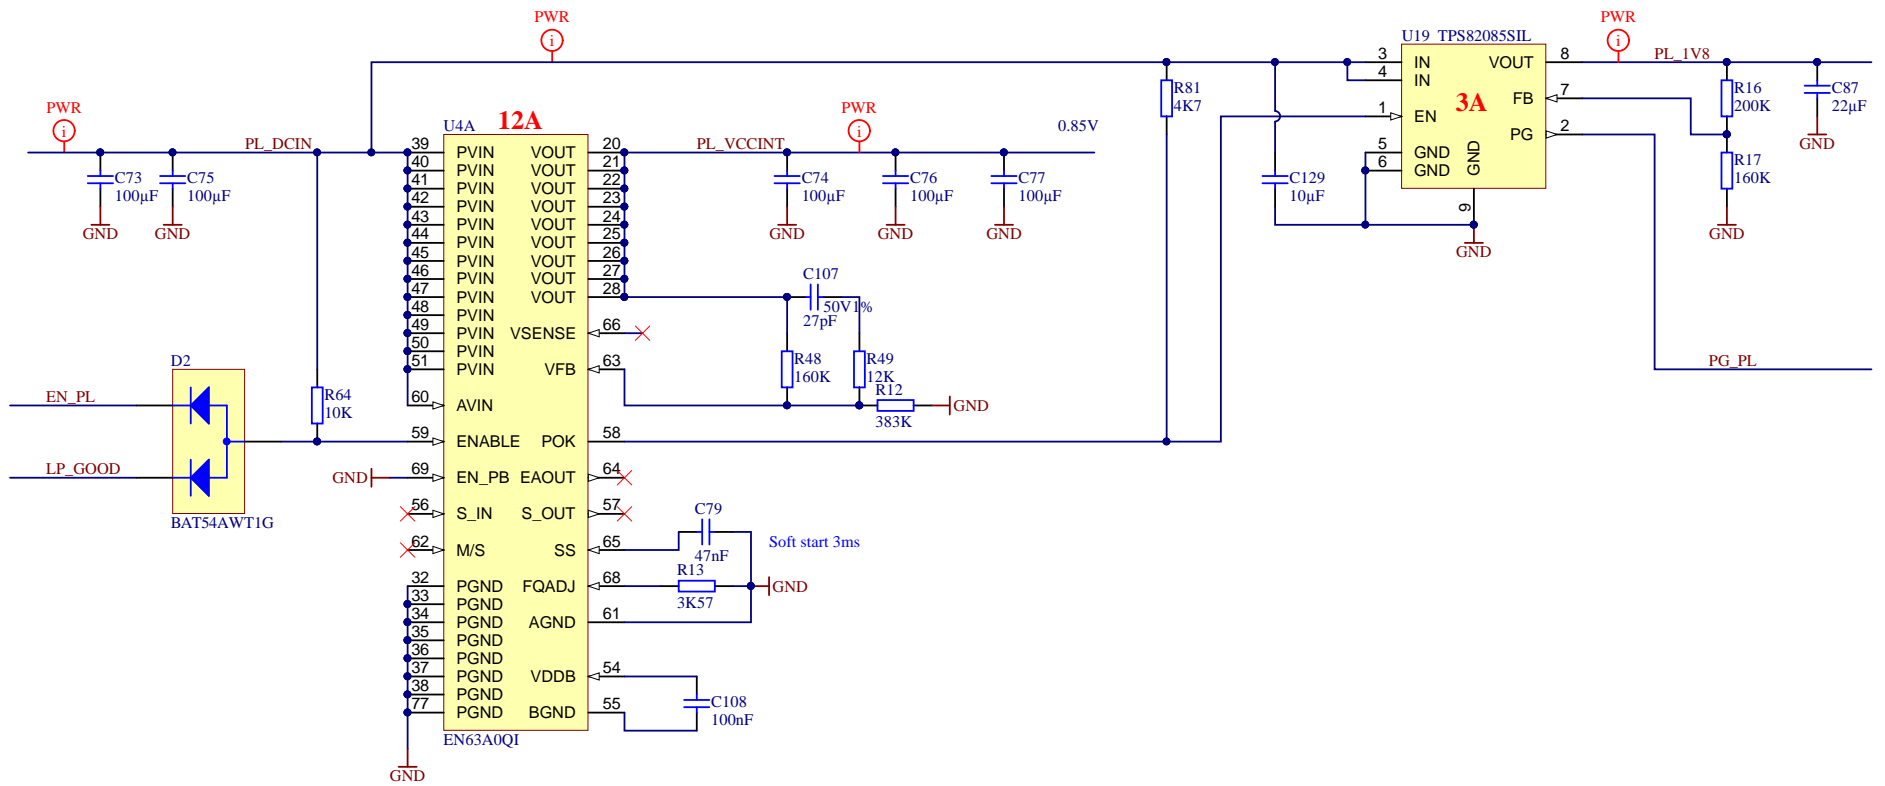 PWR
i
PWR
i
U19 TPS82085SIL
3 IN VOUT 8 PL_1V8
4 IN
FB 7
1 EN
3A
PG 2
5 GND
6 GND
GND
9
GND
R81
4K7
R16
200K
C87
22µF
GND
R17
160K
GND
C129
10µF
PG_PL
PWR
i
PL_DCIN
C73
100µF
GND
C75
100µF
GND
12A
U4A
39 PVIN VOUT 20
40 PVIN VOUT 21
41 PVIN VOUT 22
42 PVIN VOUT 23
43 PVIN VOUT 24
44 PVIN VOUT 25
45 PVIN VOUT 26
46 PVIN VOUT 27
47 PVIN VOUT 28
48 PVIN
49 PVIN VSENSE 66
50 PVIN
51 PVIN VFB 63
60 AVIN
59 ENABLE POK 58
69 EN_PB EAOUT 64
56 S_IN S_OUT 57
62 M/S SS 65
32 PGND FQADJ 68
33 PGND
34 PGND AGND 61
35 PGND
36 PGND
37 PGND VDDB 54
38 PGND
77 PGND BGND 55
EN63A0QI
GND
PWR
i
PL_VCCINT
0.85V
C74
100µF
GND
C76
100µF
GND
C77
100µF
GND
C107
50V1%
27pF
R48
160K
R49
12K
R12
383K
GND
D2
EN_PL
LP_GOOD
BAT54AWT1G
R64
10K
GND
C79
47nF
Soft start 3ms
R13
3K57
GND
C108
100nF